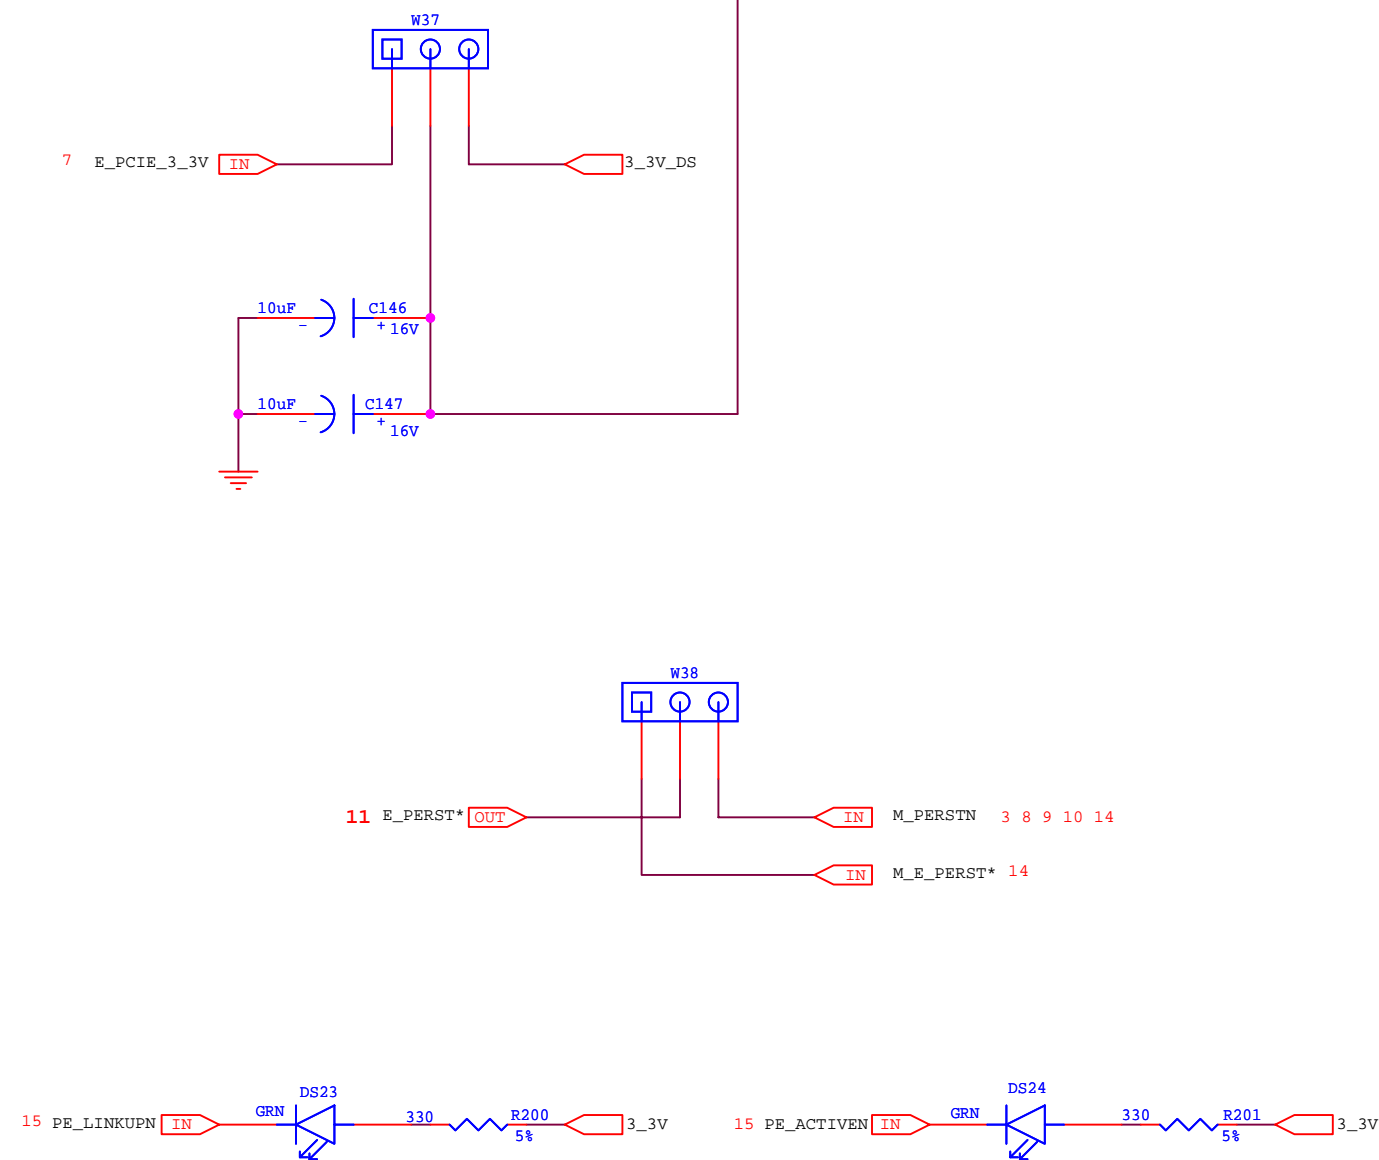 W37
7 E_PCIE_3_3V IN 3_3V_DS
10uF C146
- + 16V
10uF C147
- + 16V
W38
11 E_PERST* OUT IN M_PERSTN 3 8 9 10 14
IN M_E_PERST* 14
DS23 DS24
GRN 330 R200 GRN 330 R201
15 PE_LINKUPN IN 3_3V 15 PE_ACTIVEN IN 3_3V
5% 5%